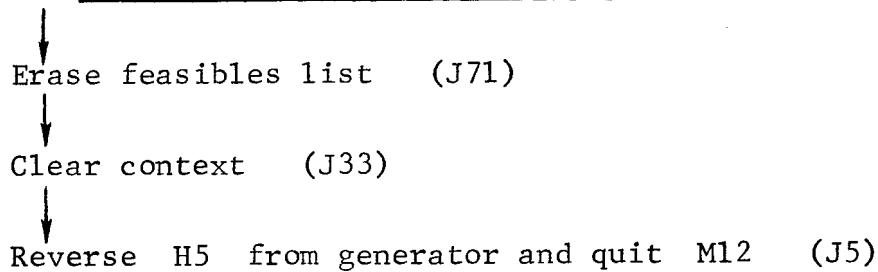 Erase feasibles list (J71)
Clear context (J33)
Reverse H5 from generator and quit M12 (J5)